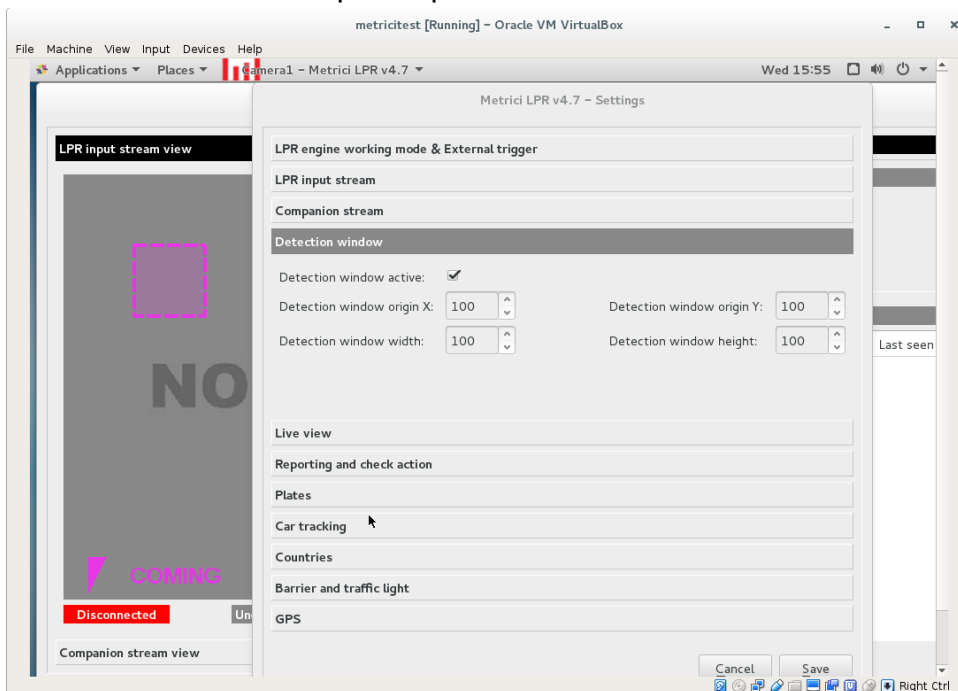 metricitest [Running] – Oracle VM VirtualBox
File Machine View Input Devices Help
Applications Places Camera1 – Metrici LPR v4.7 Wed 15:55
Metrici LPR v4.7 – Settings
LPR input stream view
LPR engine working mode & External trigger
LPR input stream
Companion stream
Detection window
Detection window active:
Detection window origin X: 100 Detection window origin Y: 100
Detection window width: 100 Detection window height: 100
Last seen
NO
Live view
Reporting and check action
Plates
Car tracking
Countries
COMING
Barrier and traffic light
Disconnected
GPS
Companion stream view
Cancel Save
Right Ctrl